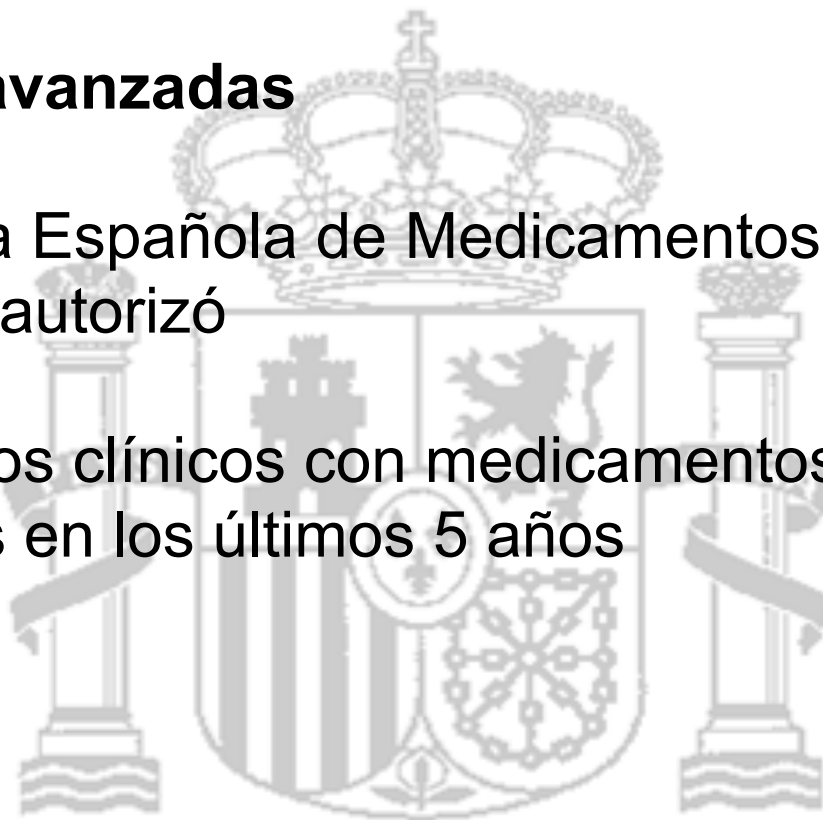 avanzadas
a Española de Medicamentos
autorizó
os clínicos con medicamentos
s en los últimos 5 años